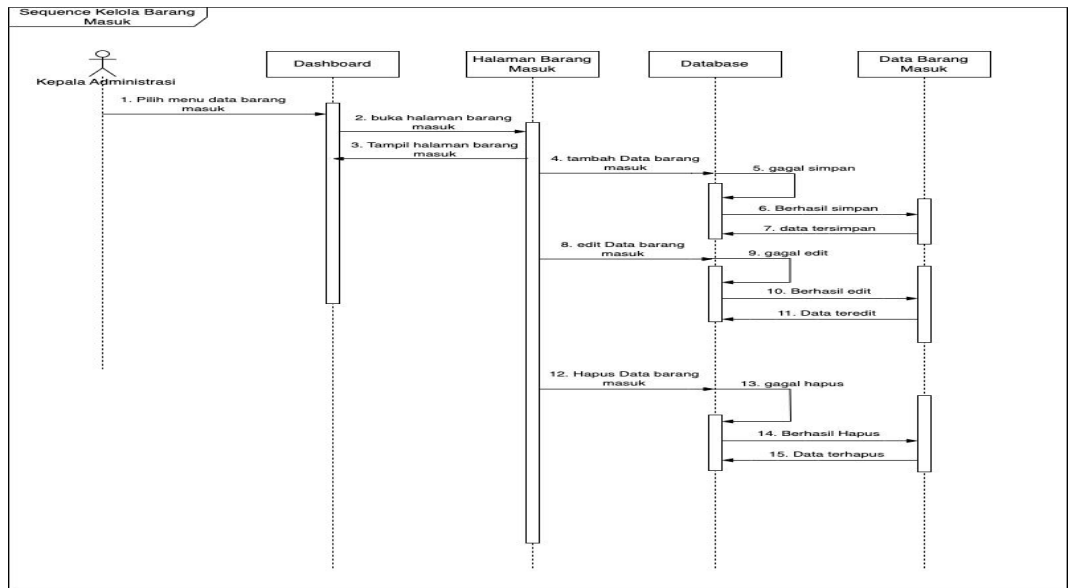 Sequence Kelola Barang
Masuk
Kepala Administrasi
Dashboard
Halaman Barang
Masuk
Database
Data Barang
Masuk
1. Pilih menu data barang
masuk
2. buka halaman barang
masuk
3. Tampil halaman barang
masuk
4. tambah Data barang
masuk
5. gagal simpan
6. Berhasil simpan
7. data tersimpan
8. edit Data barang
masuk
9. gagal edit
10. Berhasil edit
11. Data teredit
12. Hapus Data barang
masuk
13. gagal hapus
14. Berhasil Hapus
15. Data terhapus